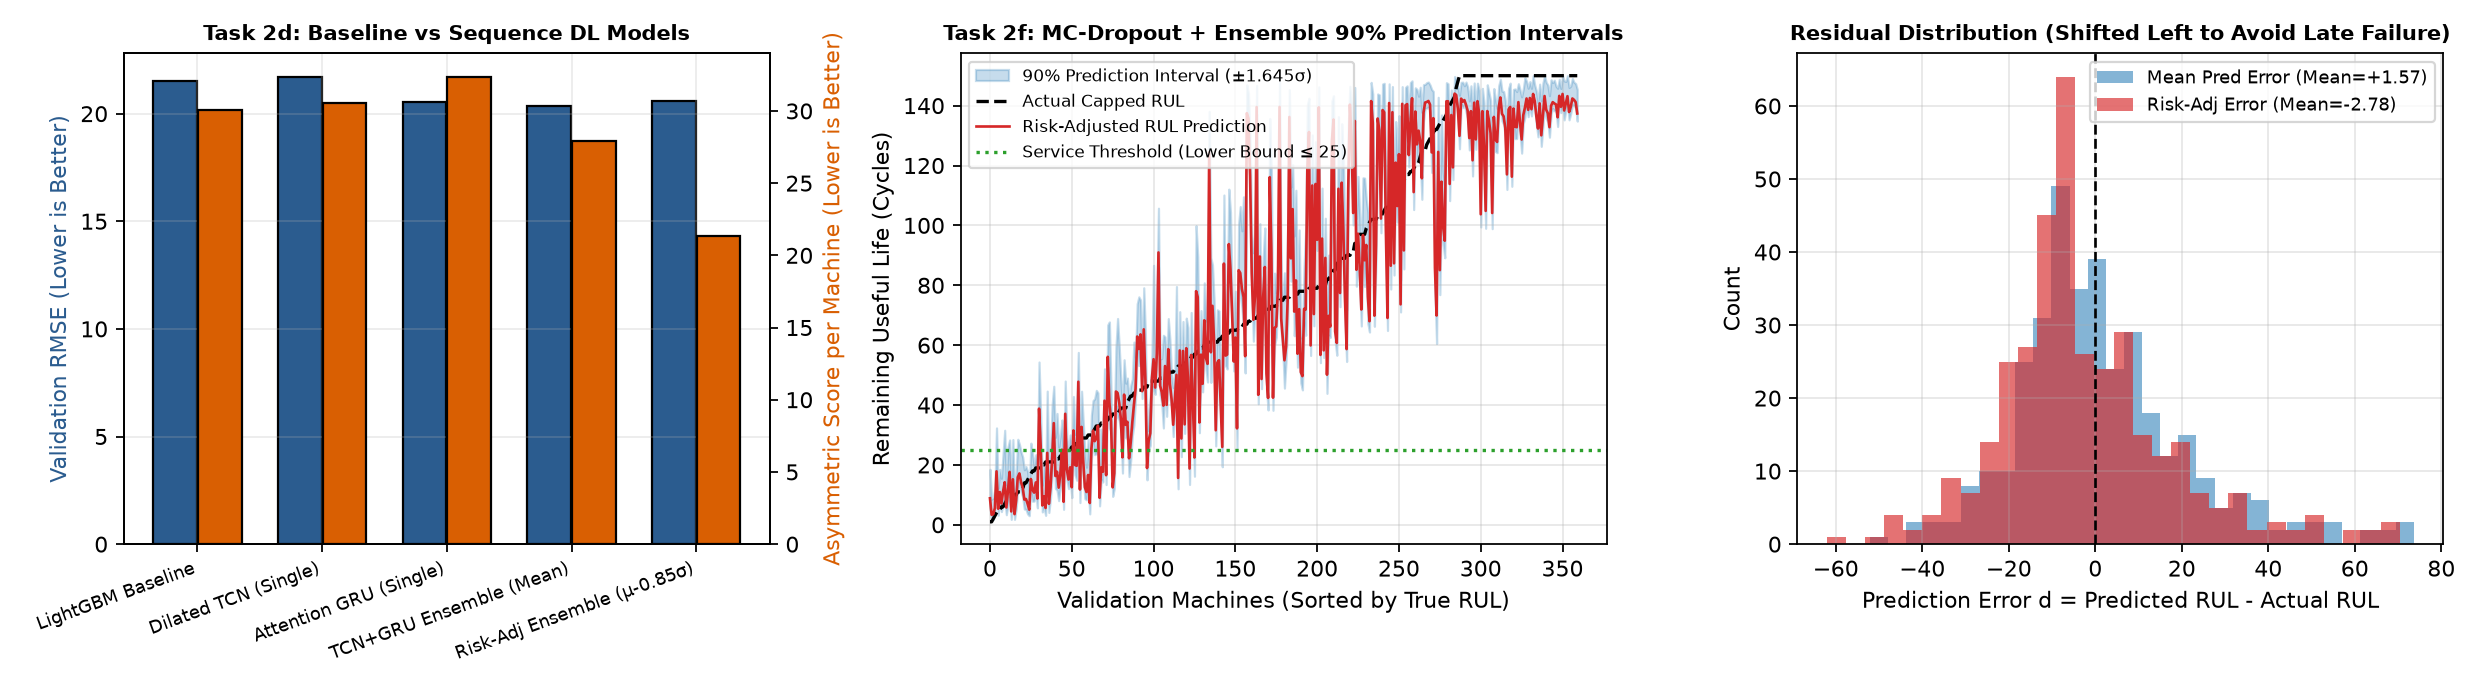 Task 2d: Baseline vs Sequence DL Models
Validation RMSE (Lower is Better)
20
15
10
5
0
30
25
20
15
10
5
0
Asymmetric Score per Machine (Lower is Better)
LightGBM Baseline
Dilated TCN (Single)
Attention GRU (Single)
TCN+GRU Ensemble (Mean)
Risk-Adj Ensemble (μ-0.85σ)
Task 2f: MC-Dropout + Ensemble 90% Prediction Intervals
90% Prediction Interval (±1.645σ)
Actual Capped RUL
Risk-Adjusted RUL Prediction
Service Threshold (Lower Bound ≤ 25)
Remaining Useful Life (Cycles)
140
120
100
80
60
40
20
0
0 50 100 150 200 250 300 350
Validation Machines (Sorted by True RUL)
Residual Distribution (Shifted Left to Avoid Late Failure)
Mean Pred Error (Mean=+1.57)
Risk-Adj Error (Mean=-2.78)
Count
60
50
40
30
20
10
0
−60 −40 −20 0 20 40 60 80
Prediction Error d = Predicted RUL - Actual RUL